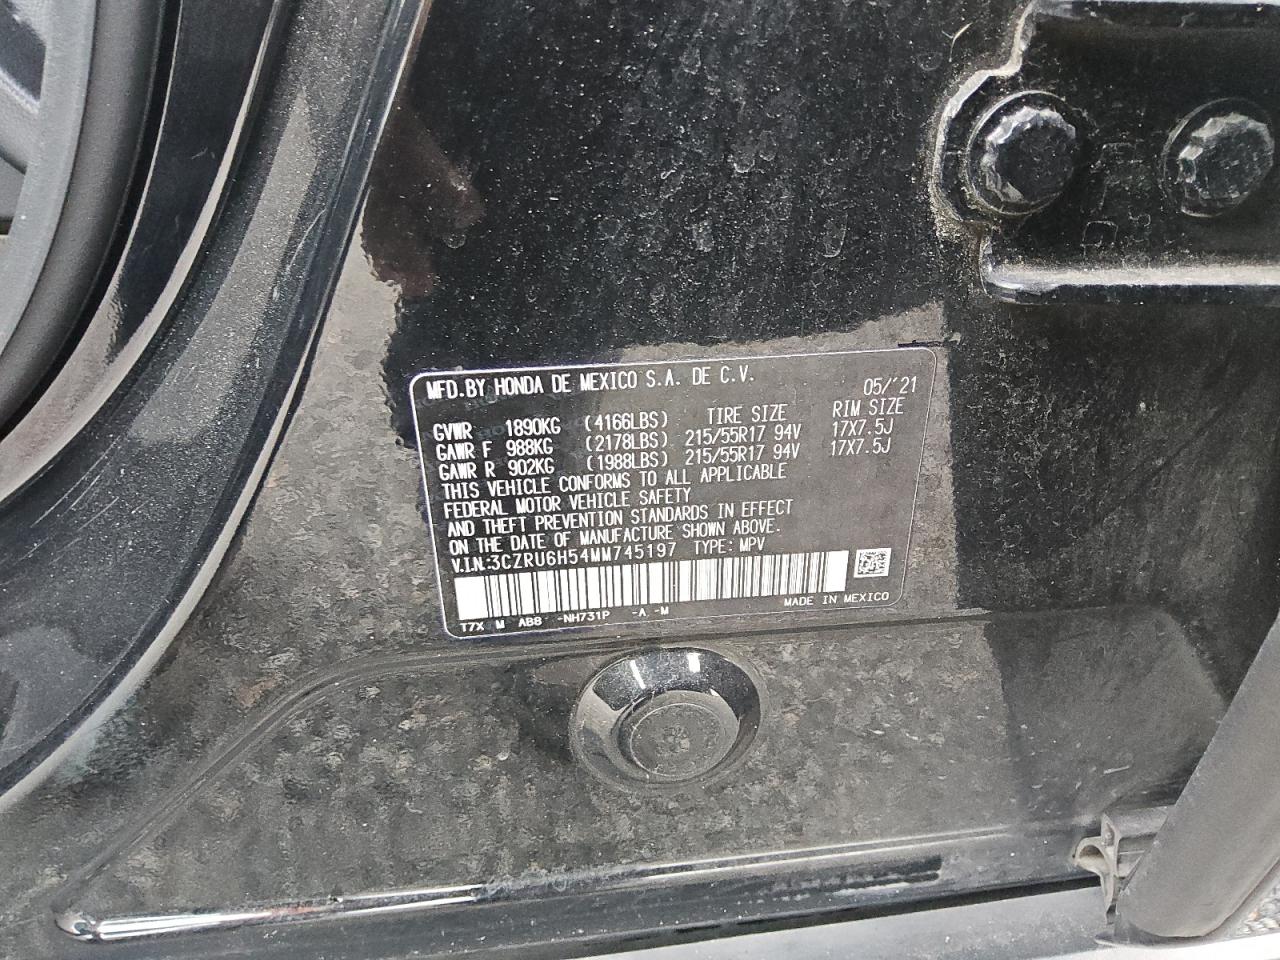 MFD.BY HONDA DE MEXICO S.A. DE C.V. 05/'21
GVWR 1890KG (4166LBS) TIRE SIZE RIM SIZE
GAWR F 988KG (2178LBS) 215/55R17 94V 17X7.5J
GAWR R 902KG (1988LBS) 215/55R17 94V 17X7.5J
THIS VEHICLE CONFORMS TO ALL APPLICABLE
FEDERAL MOTOR VEHICLE SAFETY
AND THEFT PREVENTION STANDARDS IN EFFECT
ON THE DATE OF MANUFACTURE SHOWN ABOVE.
V.I.N.:3CZRU6H54MM745197 TYPE: MPV
T7X M AB8 -NH731P -A -M MADE IN MEXICO